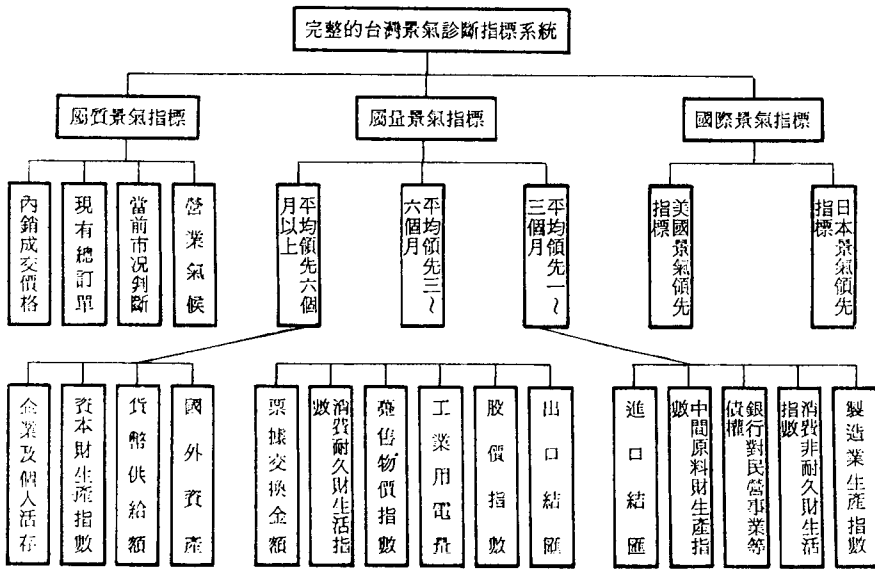 完整的台灣景氣診斷指標系統
屬質景氣指標
屬量景氣指標
國際景氣指標
內銷成交價格
現有總訂單
當前市況判斷
營業氣候
平均領先六個
月以上
平均領先三~
六個月
平均領先一~
三個月
美國景氣領先
指標
日本景氣領先
指標
企業及個人活存
資本財生產指數
貨幣供給額
國外資產
票據交換金額
消費耐久財生活指
數
躉售物價指數
工業用電量
股價指數
出口結匯
進口結匯
中間原料財生產指
數
銀行對民營事業等
債權
消費非耐久財生活
指數
製造業生產指數